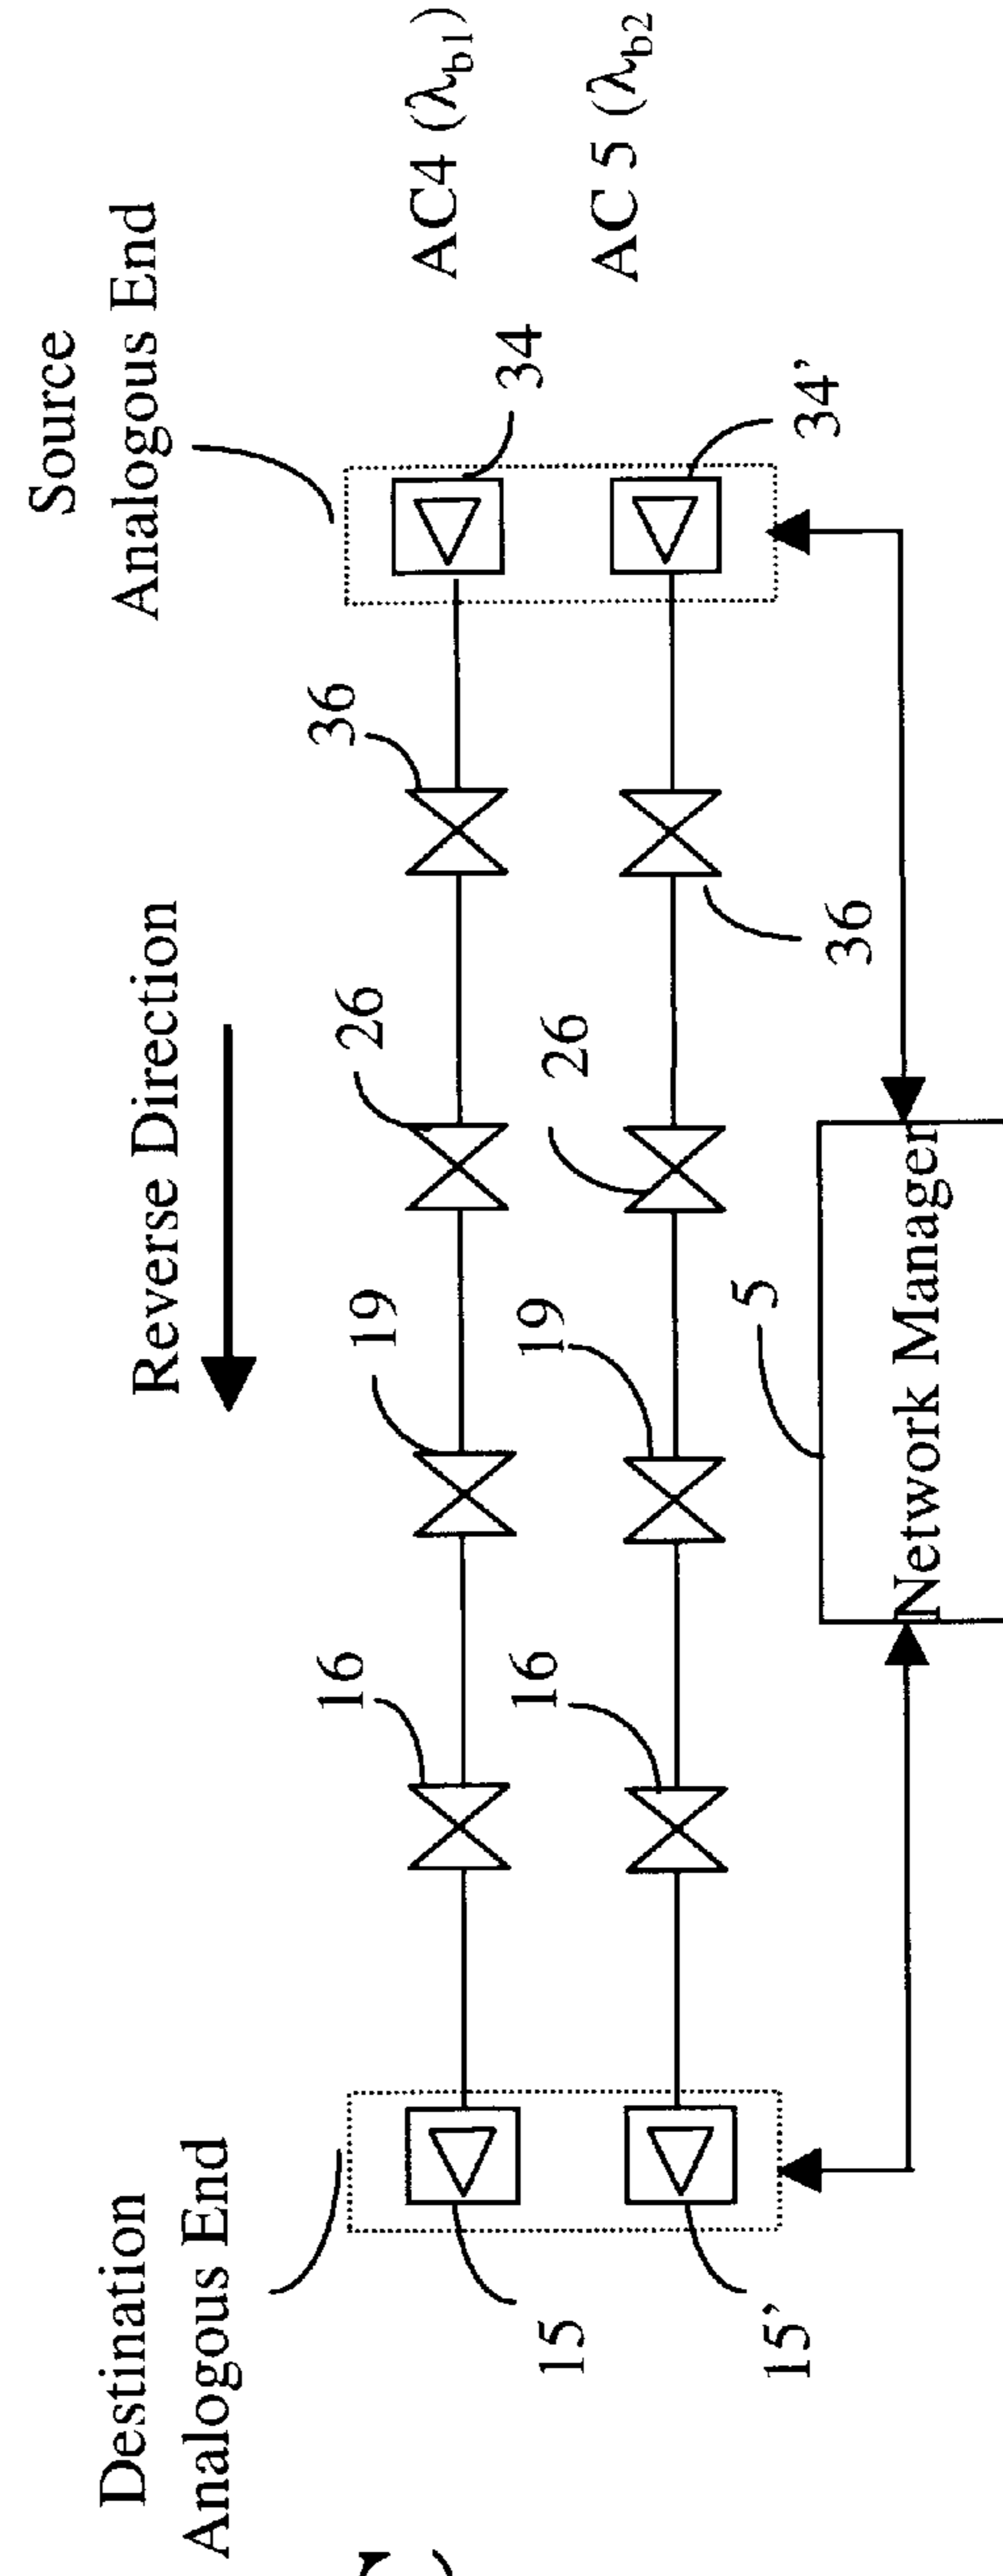 Destination
Analogous End
Reverse Direction
Source
Analogous End
16
19
26
36
34
AC4 (λb1)
16
19
26
36
34'
AC 5 (λb2
15
15'
5
Network Manager